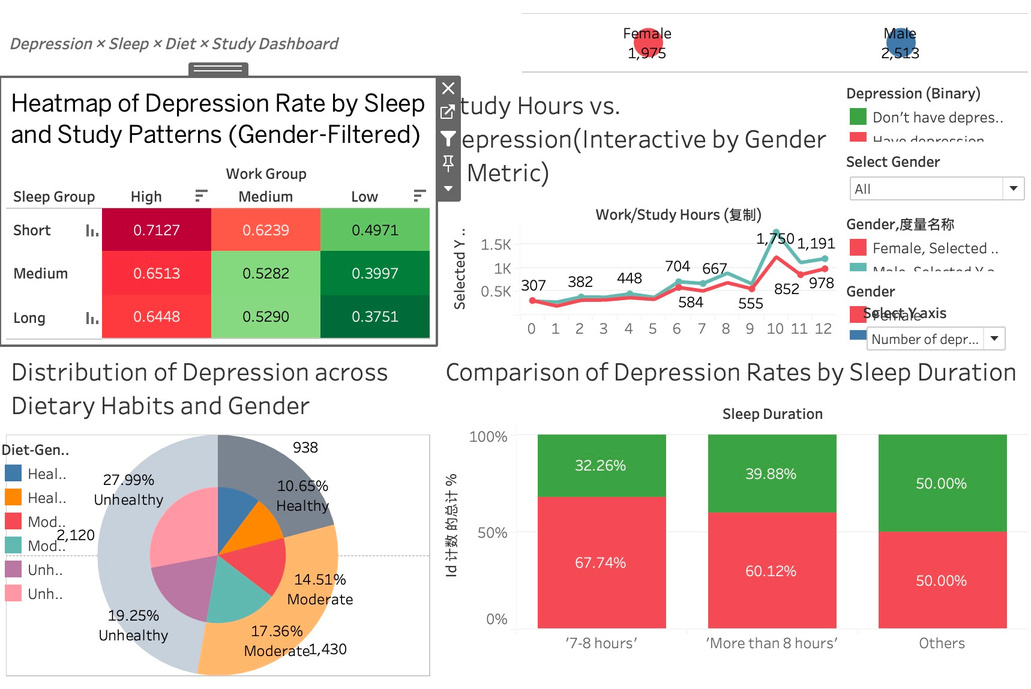 Depression × Sleep × Diet × Study Dashboard
Female
1,975
Male
2,513
Heatmap of Depression Rate by Sleep
and Study Patterns (Gender-Filtered)
Work Group
Sleep Group
High
Medium
Low
Short
0.7127
0.6239
0.4971
Medium
0.6513
0.5282
0.3997
Long
0.6448
0.5290
0.3751
tudy Hours vs.
epression(Interactive by Gender
Metric)
Work/Study Hours (复制)
Selected Y ..
1.5K
1K
0.5K
307
382
448
704
667
1,750
1,191
584
555
852
978
0
1
2
3
4
5
6
7
8
9
10
11
12
Depression (Binary)
Don't have depres..
Have depression
Select Gender
All
Gender,度量名称
Female, Selected ..
Male, Selected Y a..
Gender
Female
Select Y axis
Number of depr...
Distribution of Depression across
Dietary Habits and Gender
Diet-Gen..
Heal..
Heal..
Mod..
Mod..
Unh..
Unh..
938
10.65%
Healthy
27.99%
Unhealthy
2,120
14.51%
Moderate
19.25%
Unhealthy
17.36%
Moderate
1,430
Comparison of Depression Rates by Sleep Duration
Sleep Duration
Id 计数 的总计 %
100%
50%
0%
32.26%
67.74%
39.88%
60.12%
50.00%
50.00%
'7-8 hours'
'More than 8 hours'
Others